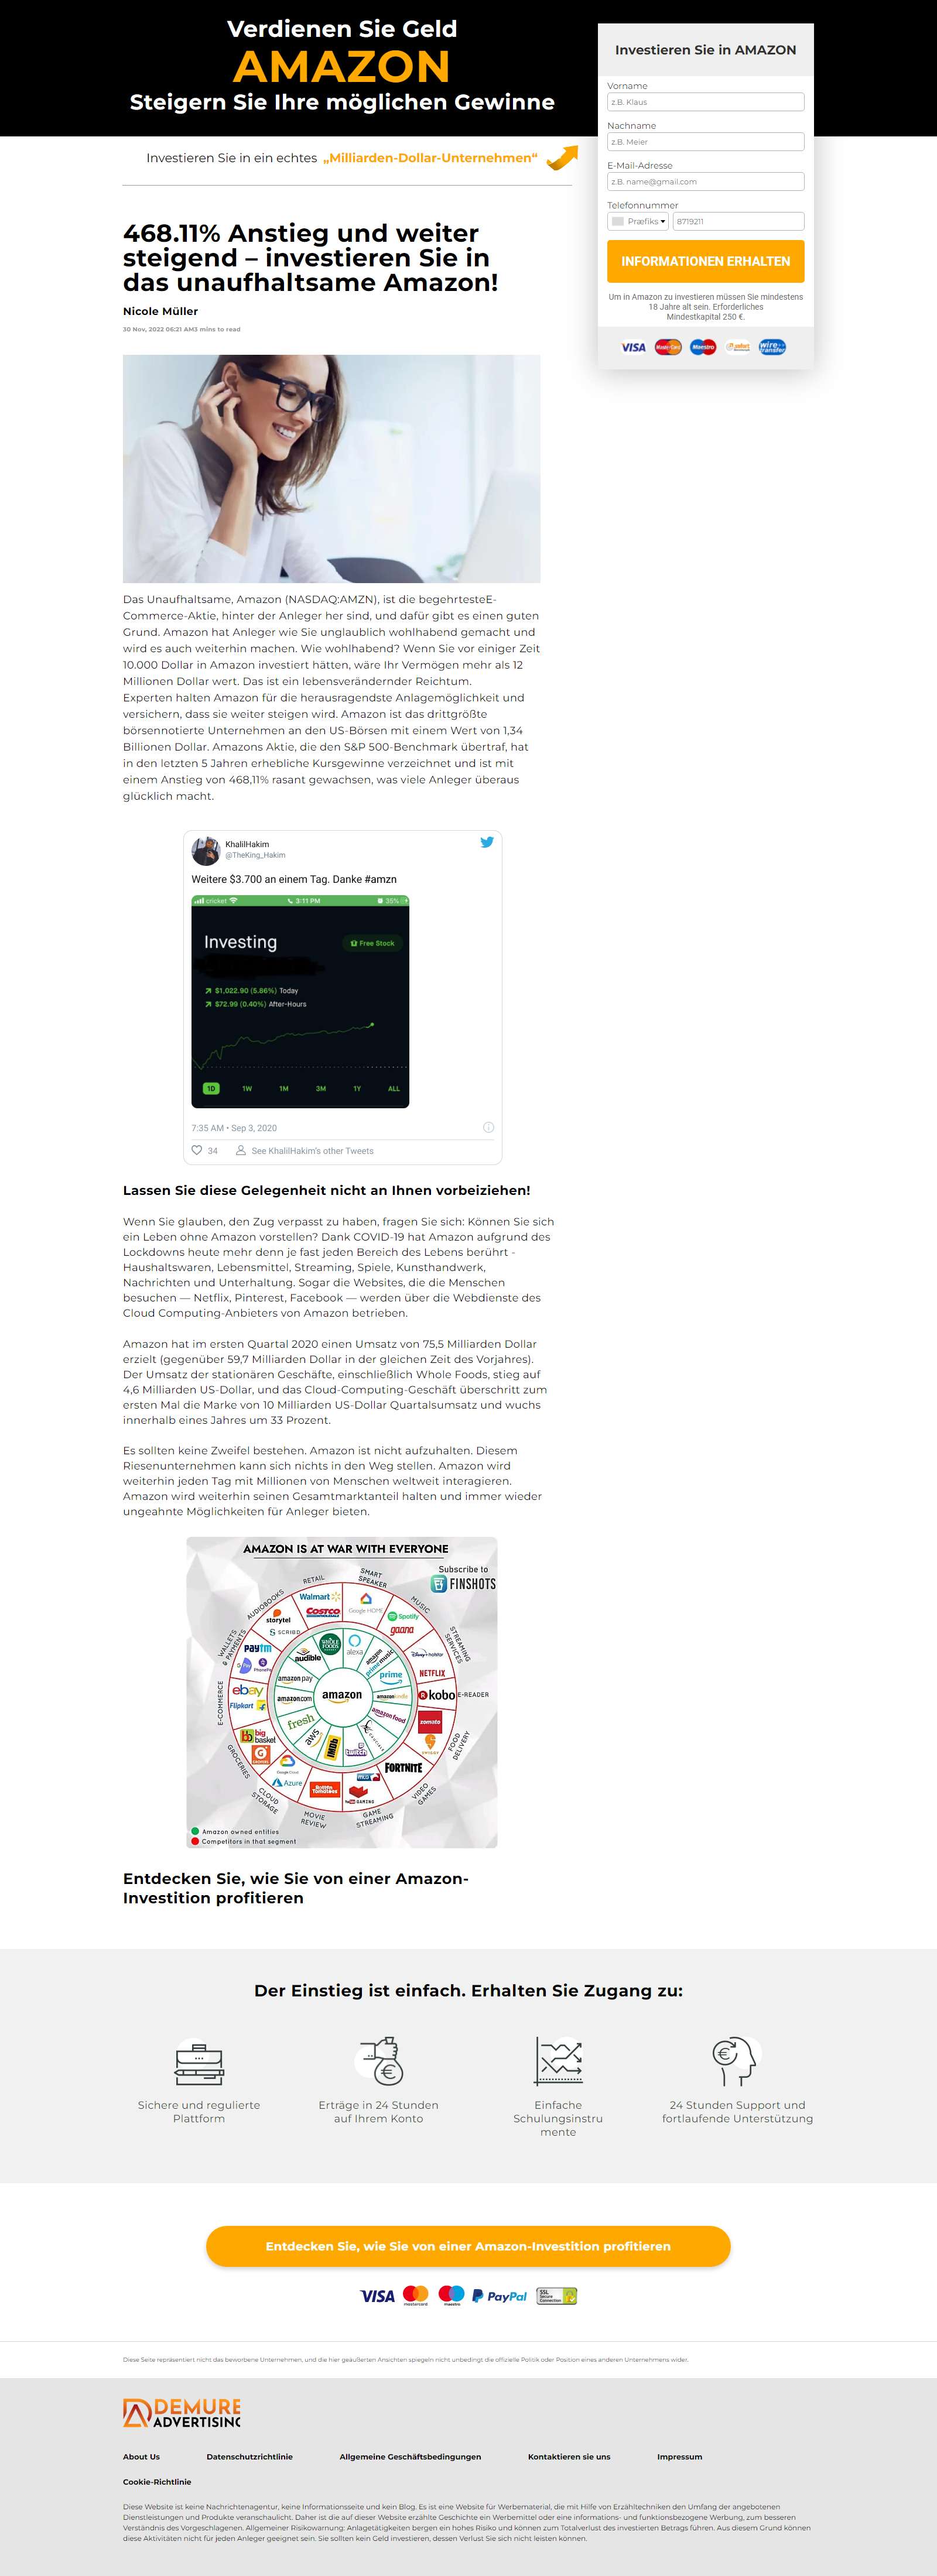 Verdienen Sie Geld
AMAZON
Steigern Sie Ihre möglichen Gewinne
Investieren Sie in ein echtes „Milliarden-Dollar-Unternehmen“
Investieren Sie in AMAZON
Vorname
z.B. Klaus
Nachname
z.B. Meier
E-Mail-Adresse
z.B. name@gmail.com
Telefonnummer
Præfiks
8719211
INFORMATIONEN ERHALTEN
Um in Amazon zu investieren müssen Sie mindestens
18 Jahre alt sein. Erforderliches
Mindestkapital 250 €.
VISA MasterCard Maestro wire transfer
468.11% Anstieg und weiter
steigend – investieren Sie in
das unaufhaltsame Amazon!
Nicole Müller
30 Nov, 2022 06:21 AM3 mins to read
Das Unaufhaltsame, Amazon (NASDAQ:AMZN), ist die begehrtesteE-
Commerce-Aktie, hinter der Anleger her sind, und dafür gibt es einen guten
Grund. Amazon hat Anleger wie Sie unglaublich wohlhabend gemacht und
wird es auch weiterhin machen. Wie wohlhabend? Wenn Sie vor einiger Zeit
10.000 Dollar in Amazon investiert hätten, wäre Ihr Vermögen mehr als 12
Millionen Dollar wert. Das ist ein lebensverändernder Reichtum.
Experten halten Amazon für die herausragendste Anlagemöglichkeit und
versichern, dass sie weiter steigen wird. Amazon ist das drittgrößte
börsennotierte Unternehmen an den US-Börsen mit einem Wert von 1,34
Billionen Dollar. Amazons Aktie, die den S&P 500-Benchmark übertraf, hat
in den letzten 5 Jahren erhebliche Kursgewinne verzeichnet und ist mit
einem Anstieg von 468,11% rasant gewachsen, was viele Anleger überaus
glücklich macht.
KhalilHakim
@TheKing_Hakim
Weitere $3.700 an einem Tag. Danke #amzn
cricket 3:11 PM 35%
Investing
Free Stock
$1,022.90 (5.86%) Today
$72.99 (0.40%) After-Hours
1D 1W 1M 3M 1Y ALL
7:35 AM • Sep 3, 2020
34 See KhalilHakim's other Tweets
Lassen Sie diese Gelegenheit nicht an Ihnen vorbeiziehen!
Wenn Sie glauben, den Zug verpasst zu haben, fragen Sie sich: Können Sie sich
ein Leben ohne Amazon vorstellen? Dank COVID-19 hat Amazon aufgrund des
Lockdowns heute mehr denn je fast jeden Bereich des Lebens berührt -
Haushaltswaren, Lebensmittel, Streaming, Spiele, Kunsthandwerk,
Nachrichten und Unterhaltung. Sogar die Websites, die die Menschen
besuchen — Netflix, Pinterest, Facebook — werden über die Webdienste des
Cloud Computing-Anbieters von Amazon betrieben.
Amazon hat im ersten Quartal 2020 einen Umsatz von 75,5 Milliarden Dollar
erzielt (gegenüber 59,7 Milliarden Dollar in der gleichen Zeit des Vorjahres).
Der Umsatz der stationären Geschäfte, einschließlich Whole Foods, stieg auf
4,6 Milliarden US-Dollar, und das Cloud-Computing-Geschäft überschritt zum
ersten Mal die Marke von 10 Milliarden US-Dollar Quartalsumsatz und wuchs
innerhalb eines Jahres um 33 Prozent.
Es sollten keine Zweifel bestehen. Amazon ist nicht aufzuhalten. Diesem
Riesenunternehmen kann sich nichts in den Weg stellen. Amazon wird
weiterhin jeden Tag mit Millionen von Menschen weltweit interagieren.
Amazon wird weiterhin seinen Gesamtmarktanteil halten und immer wieder
ungeahnte Möglichkeiten für Anleger bieten.
AMAZON IS AT WAR WITH EVERYONE
Subscribe to
FINSHOTS
RETAIL
SMART SPEAKER
MUSIC
STREAMING SERVICES
E-READER
FOOD DELIVERY
VIDEO GAMES
GAME STREAMING
MOVIE REVIEW
CLOUD STORAGE
GROCERIES
E-COMMERCE
WALLETS & PAYMENTS
AUDIOBOOKS
Walmart
COSTCO
Google HOME
Spotify
gaana
Disney+ hotstar
NETFLIX
kobo
zomato
SWIGGY
FORTNITE
YouTube GAMING
Rotten Tomatoes
Azure
Google Cloud
GROFERS
big basket
Flipkart
ebay
PhonePe
Paytm
SCRIBD
storytel
WHOLE FOODS
alexa
amazon music
prime
amazonkindle
amazon food
twitch
IMDb
aws
fresh
amazon.com
amazon pay
audible
amazon
Amazon owned entities
Competitors in that segment
Entdecken Sie, wie Sie von einer Amazon-
Investition profitieren
Der Einstieg ist einfach. Erhalten Sie Zugang zu:
Sichere und regulierte
Plattform
Erträge in 24 Stunden
auf Ihrem Konto
Einfache
Schulungsinstru
mente
24 Stunden Support und
fortlaufende Unterstützung
Entdecken Sie, wie Sie von einer Amazon-Investition profitieren
VISA mastercard maestro PayPal SSL Secure Connection
Diese Seite repräsentiert nicht das beworbene Unternehmen, und die hier geäußerten Ansichten spiegeln nicht unbedingt die offizielle Politik oder Position eines anderen Unternehmens wider.
DEMURE
ADVERTISING
About Us Datenschutzrichtlinie Allgemeine Geschäftsbedingungen Kontaktieren sie uns Impressum
Cookie-Richtlinie
Diese Website ist keine Nachrichtenagentur, keine Informationsseite und kein Blog. Es ist eine Website für Werbematerial, die mit Hilfe von Erzähltechniken den Umfang der angebotenen
Dienstleistungen und Produkte veranschaulicht. Daher ist die auf dieser Website erzählte Geschichte ein Werbemittel oder eine informations- und funktionsbezogene Werbung, zum besseren
Verständnis des Vorgeschlagenen. Allgemeiner Risikowarnung: Anlagetätigkeiten bergen ein hohes Risiko und können zum Totalverlust des investierten Betrags führen. Aus diesem Grund können
diese Aktivitäten nicht für jeden Anleger geeignet sein. Sie sollten kein Geld investieren, dessen Verlust Sie sich nicht leisten können.